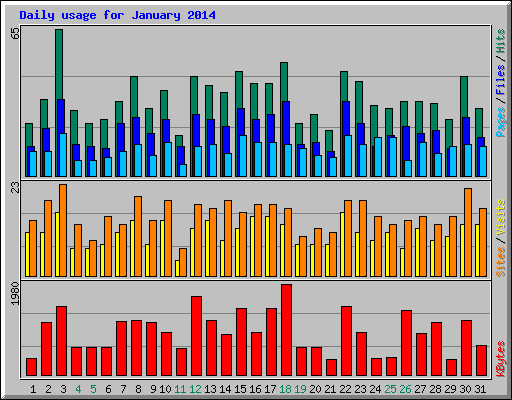 Daily usage for January 2014
65
Pages / Files / Hits
23
Sites / Visits
1980
KBytes
1 2 3 4 5 6 7 8 9 10 11 12 13 14 15 16 17 18 19 20 21 22 23 24 25 26 27 28 29 30 31